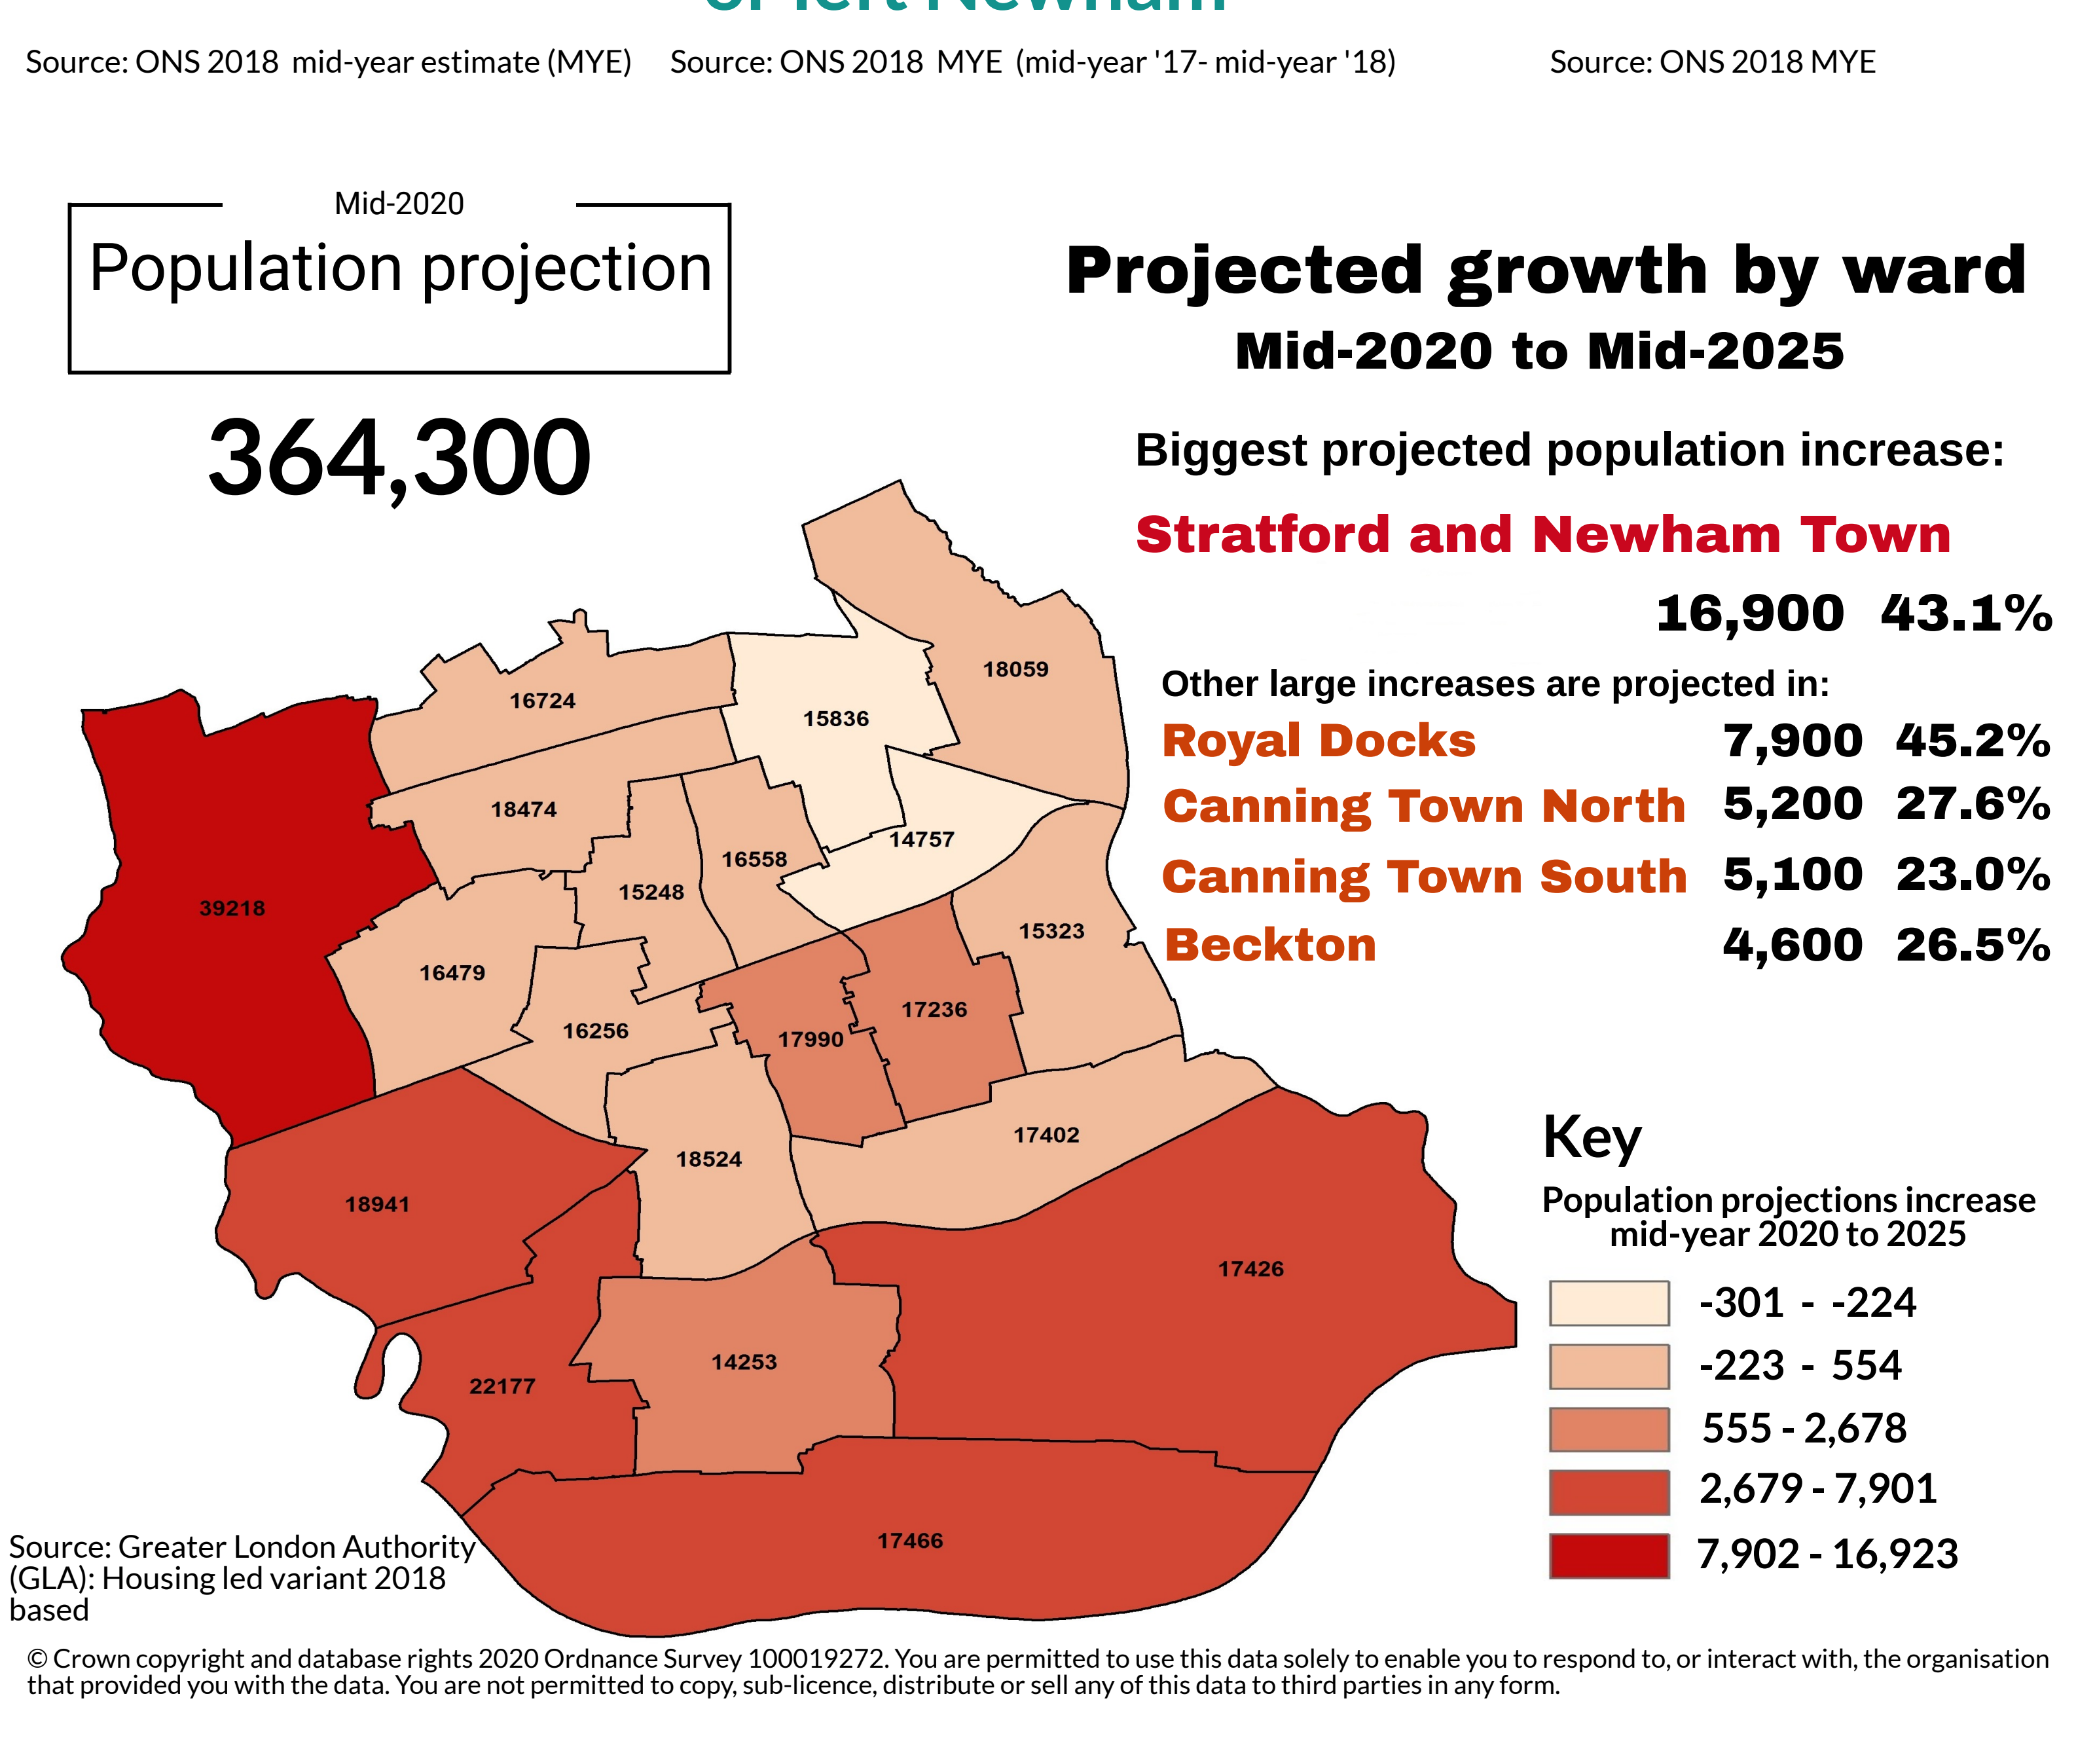 or left Newham
Source: ONS 2018 mid-year estimate (MYE)
Source: ONS 2018 MYE (mid-year '17- mid-year '18)
Source: ONS 2018 MYE
Mid-2020
Population projection
364,300
Projected growth by ward
Mid-2020 to Mid-2025
Biggest projected population increase:
Stratford and Newham Town
16,900 43.1%
Other large increases are projected in:
Royal Docks 7,900 45.2%
Canning Town North 5,200 27.6%
Canning Town South 5,100 23.0%
Beckton 4,600 26.5%
18059
16724
15836
18474
14757
16558
15248
39218
15323
16479
17236
16256
17990
17402
18524
18941
17426
14253
22177
17466
Key
Population projections increase
mid-year 2020 to 2025
-301 - -224
-223 - 554
555 - 2,678
2,679 - 7,901
7,902 - 16,923
Source: Greater London Authority
(GLA): Housing led variant 2018
based
© Crown copyright and database rights 2020 Ordnance Survey 100019272. You are permitted to use this data solely to enable you to respond to, or interact with, the organisation
that provided you with the data. You are not permitted to copy, sub-licence, distribute or sell any of this data to third parties in any form.